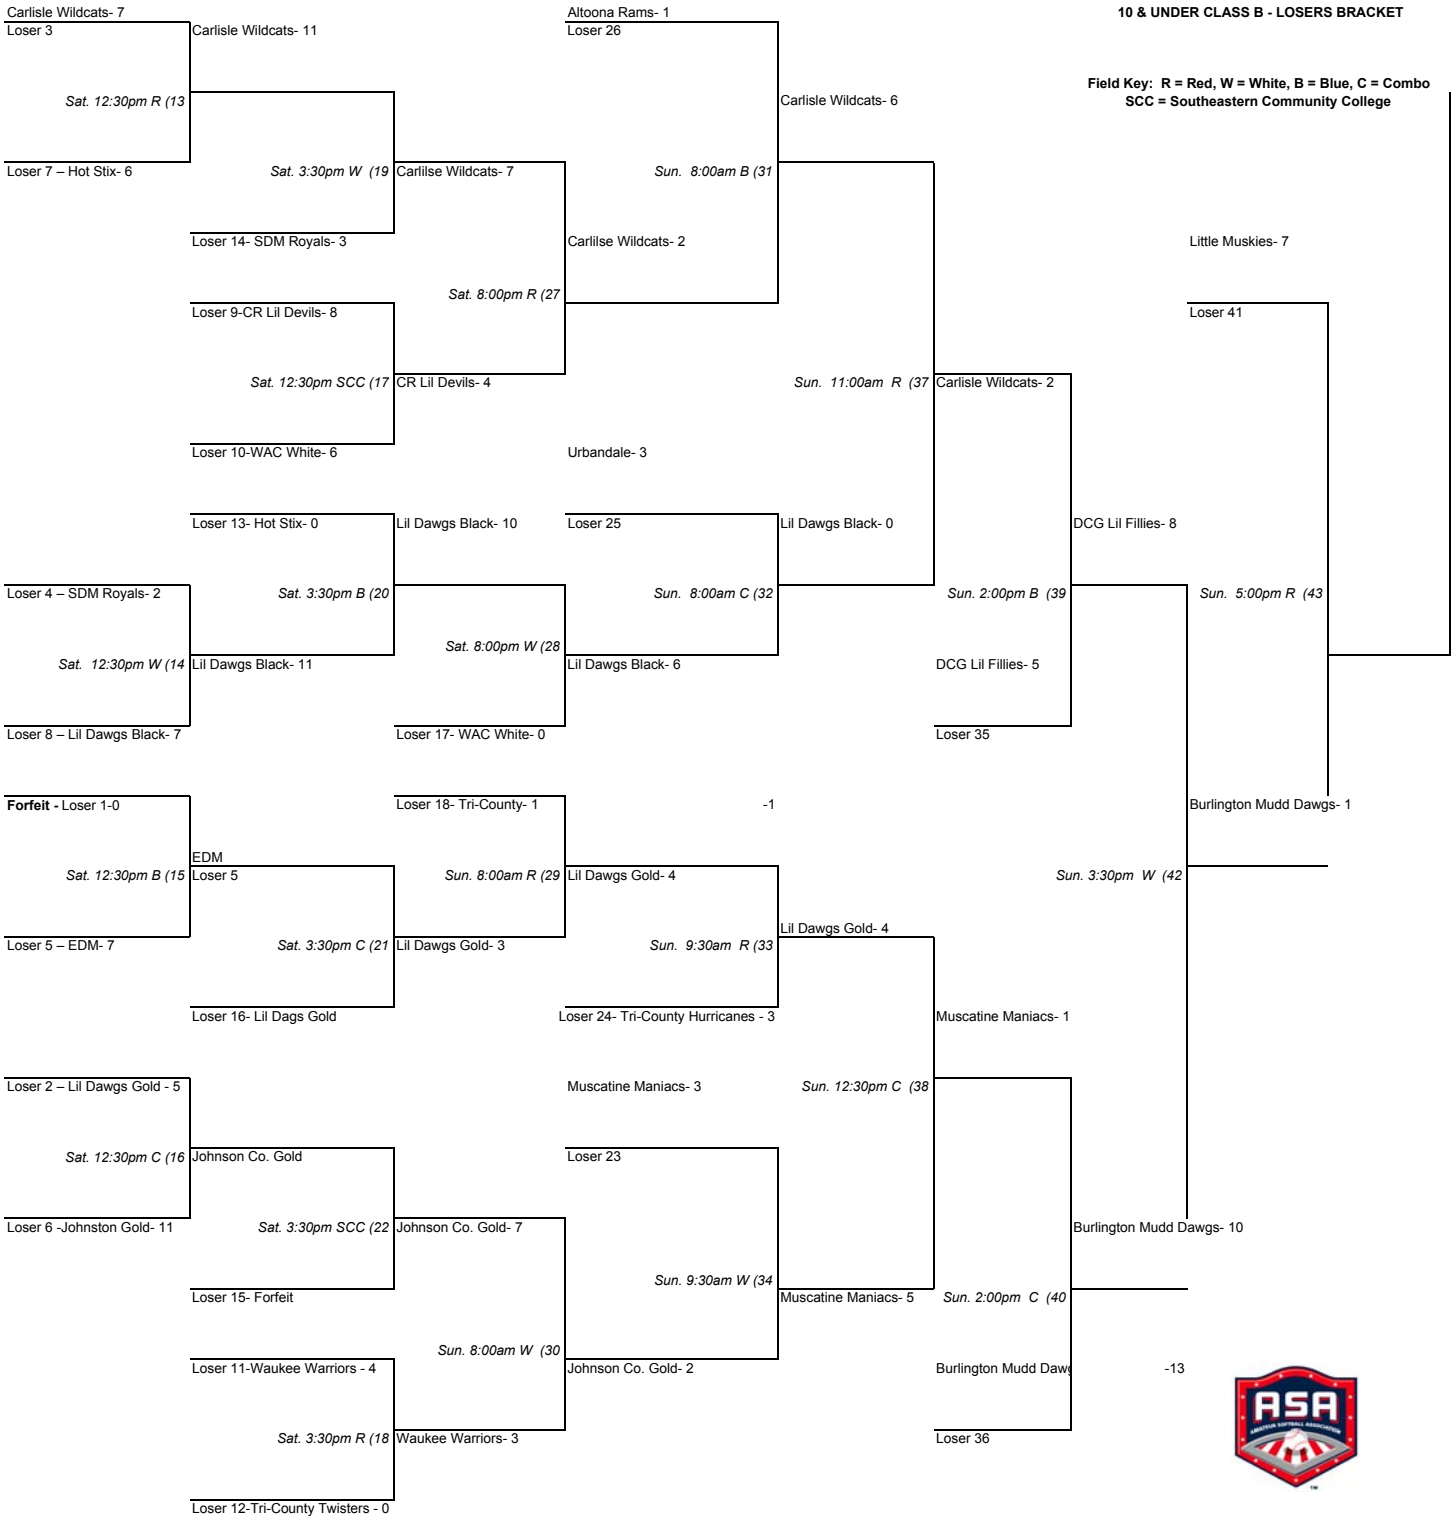 Carlisle Wildcats- 7
Altoona Rams- 1
10 & UNDER CLASS B - LOSERS BRACKET
Loser 3
Carlisle Wildcats- 11
Loser 26
Field Key: R = Red, W = White, B = Blue, C = Combo
SCC = Southeastern Community College
Sat. 12:30pm R (13
Carlisle Wildcats- 6
Loser 7 – Hot Stix- 6
Sat. 3:30pm W (19
Carlilse Wildcats- 7
Sun. 8:00am B (31
Loser 14- SDM Royals- 3
Carlilse Wildcats- 2
Little Muskies- 7
Sat. 8:00pm R (27
Loser 9-CR Lil Devils- 8
Loser 41
Sat. 12:30pm SCC (17
CR Lil Devils- 4
Sun. 11:00am R (37
Carlisle Wildcats- 2
Loser 10-WAC White- 6
Urbandale- 3
Loser 13- Hot Stix- 0
Lil Dawgs Black- 10
Loser 25
Lil Dawgs Black- 0
DCG Lil Fillies- 8
Loser 4 – SDM Royals- 2
Sat. 3:30pm B (20
Sun. 8:00am C (32
Sun. 2:00pm B (39
Sun. 5:00pm R (43
Sat. 8:00pm W (28
Sat. 12:30pm W (14
Lil Dawgs Black- 11
Lil Dawgs Black- 6
DCG Lil Fillies- 5
Loser 8 – Lil Dawgs Black- 7
Loser 17- WAC White- 0
Loser 35
Forfeit - Loser 1-0
Loser 18- Tri-County- 1
-1
Burlington Mudd Dawgs- 1
EDM
Sat. 12:30pm B (15
Loser 5
Sun. 8:00am R (29
Lil Dawgs Gold- 4
Sun. 3:30pm W (42
Lil Dawgs Gold- 4
Loser 5 – EDM- 7
Sat. 3:30pm C (21
Lil Dawgs Gold- 3
Sun. 9:30am R (33
Loser 16- Lil Dags Gold
Loser 24- Tri-County Hurricanes - 3
Muscatine Maniacs- 1
Loser 2 – Lil Dawgs Gold - 5
Muscatine Maniacs- 3
Sun. 12:30pm C (38
Sat. 12:30pm C (16
Johnson Co. Gold
Loser 23
Loser 6 -Johnston Gold- 11
Sat. 3:30pm SCC (22
Johnson Co. Gold- 7
Burlington Mudd Dawgs- 10
Sun. 9:30am W (34
Loser 15- Forfeit
Muscatine Maniacs- 5
Sun. 2:00pm C (40
Sun. 8:00am W (30
Loser 11-Waukee Warriors - 4
Johnson Co. Gold- 2
Burlington Mudd Dawg
-13
Sat. 3:30pm R (18
Waukee Warriors- 3
Loser 36
Loser 12-Tri-County Twisters - 0
ASA
AMATEUR SOFTBALL ASSOCIATION
TM